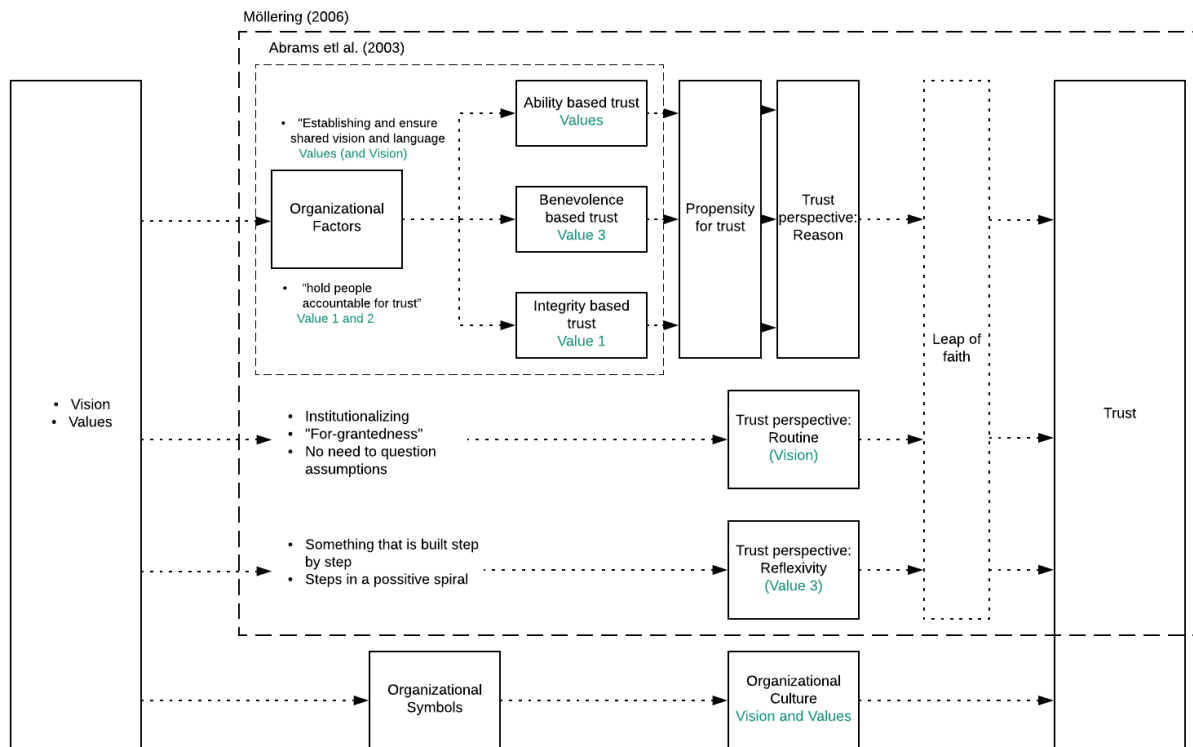 Möllering (2006)
Abrams etl al. (2003)
• "Establishing and ensure
shared vision and language
Values (and Vision)
Organizational
Factors
• “hold people
accountable for trust”
Value 1 and 2
Ability based trust
Values
Benevolence
based trust
Value 3
Integrity based
trust
Value 1
Propensity
for trust
Trust
perspective:
Reason
• Vision
• Values
• Institutionalizing
• "For-grantedness"
• No need to question
assumptions
Trust perspective:
Routine
(Vision)
Leap of
faith
Trust
• Something that is built step
by step
• Steps in a possitive spiral
Trust perspective:
Reflexivity
(Value 3)
Organizational
Symbols
Organizational
Culture
Vision and Values